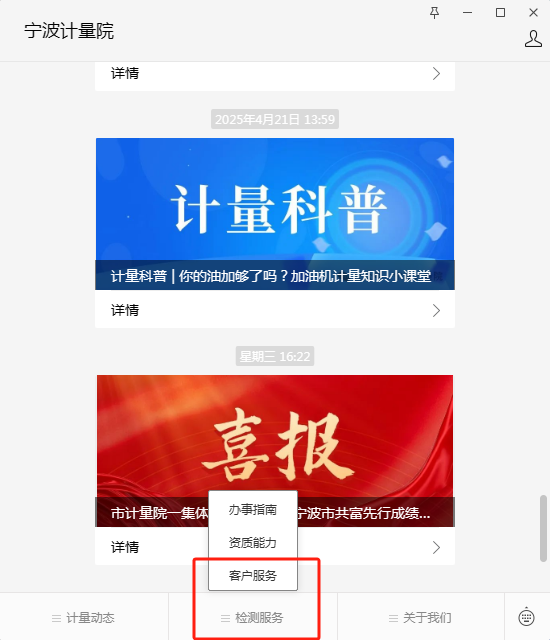 宁波计量院
详情
2025年4月21日 13:59
计量科普
计量科普 | 你的油加够了吗？加油机计量知识小课堂
详情
星期三 16:22
喜报
市计量院一集体
宁波市共富先行成绩...
详情
办事指南
资质能力
客户服务
计量动态
检测服务
关于我们